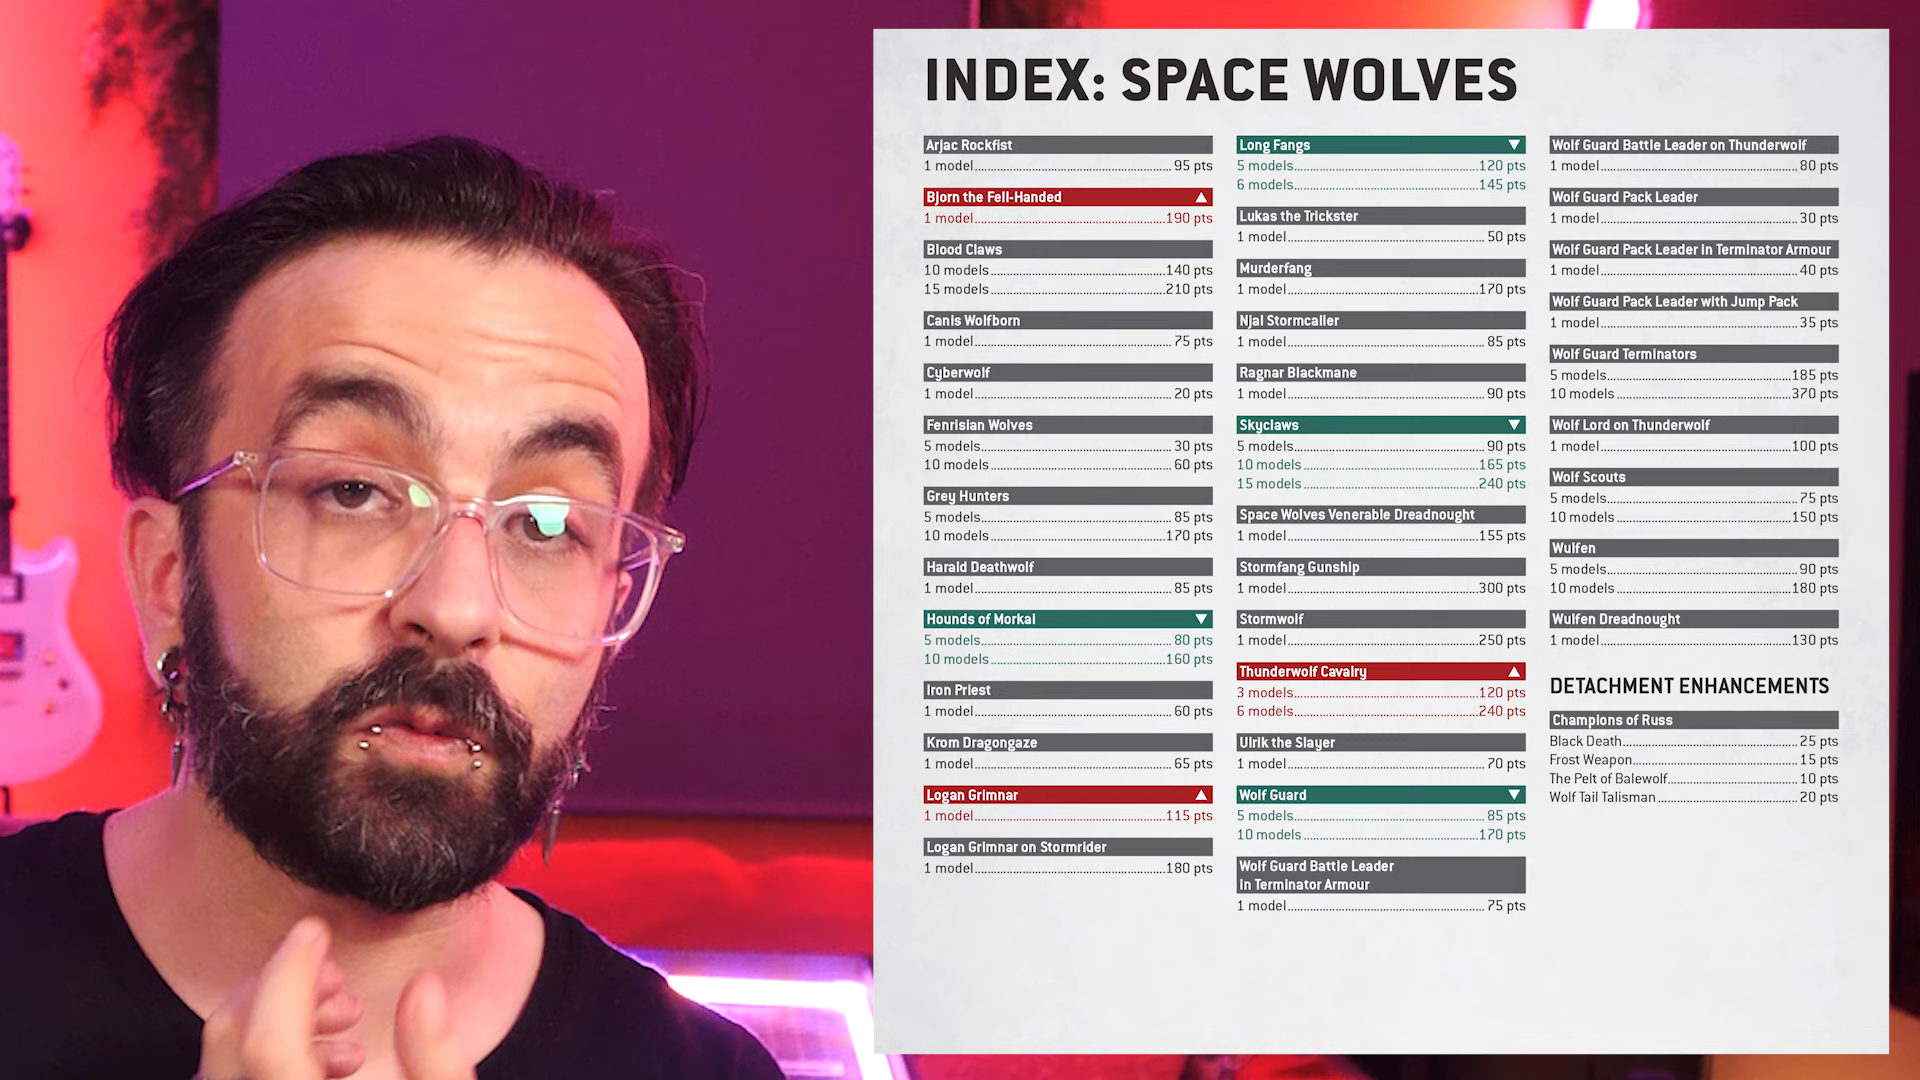 INDEX: SPACE WOLVES
Arjac Rockfist
1 model 95 pts
Bjorn the Fell-Handed
1 model 190 pts
Blood Claws
10 models 140 pts
15 models 210 pts
Canis Wolfborn
1 model 75 pts
Cyberwolf
1 model 20 pts
Fenrisian Wolves
5 models 30 pts
10 models 60 pts
Grey Hunters
5 models 85 pts
10 models 170 pts
Harald Deathwolf
1 model 85 pts
Hounds of Morkai
5 models 80 pts
10 models 160 pts
Iron Priest
1 model 60 pts
Krom Dragongaze
1 model 65 pts
Logan Grimnar
1 model 115 pts
Logan Grimnar on Stormrider
1 model 180 pts
Long Fangs
5 models 120 pts
6 models 145 pts
Lukas the Trickster
1 model 50 pts
Murderfang
1 model 170 pts
Njal Stormcaller
1 model 85 pts
Ragnar Blackmane
1 model 90 pts
Skyclaws
5 models 90 pts
10 models 165 pts
15 models 240 pts
Space Wolves Venerable Dreadnought
1 model 155 pts
Stormfang Gunship
1 model 300 pts
Stormwolf
1 model 250 pts
Thunderwolf Cavalry
3 models 120 pts
6 models 240 pts
Ulrik the Slayer
1 model 70 pts
Wolf Guard
5 models 85 pts
10 models 170 pts
Wolf Guard Battle Leader
in Terminator Armour
1 model 75 pts
Wolf Guard Battle Leader on Thunderwolf
1 model 80 pts
Wolf Guard Pack Leader
1 model 30 pts
Wolf Guard Pack Leader in Terminator Armour
1 model 40 pts
Wolf Guard Pack Leader with Jump Pack
1 model 35 pts
Wolf Guard Terminators
5 models 185 pts
10 models 370 pts
Wolf Lord on Thunderwolf
1 model 100 pts
Wolf Scouts
5 models 75 pts
10 models 150 pts
Wulfen
5 models 90 pts
10 models 180 pts
Wulfen Dreadnought
1 model 130 pts
DETACHMENT ENHANCEMENTS
Champions of Russ
Black Death 25 pts
Frost Weapon 15 pts
The Pelt of Balewolf 10 pts
Wolf Tail Talisman 20 pts